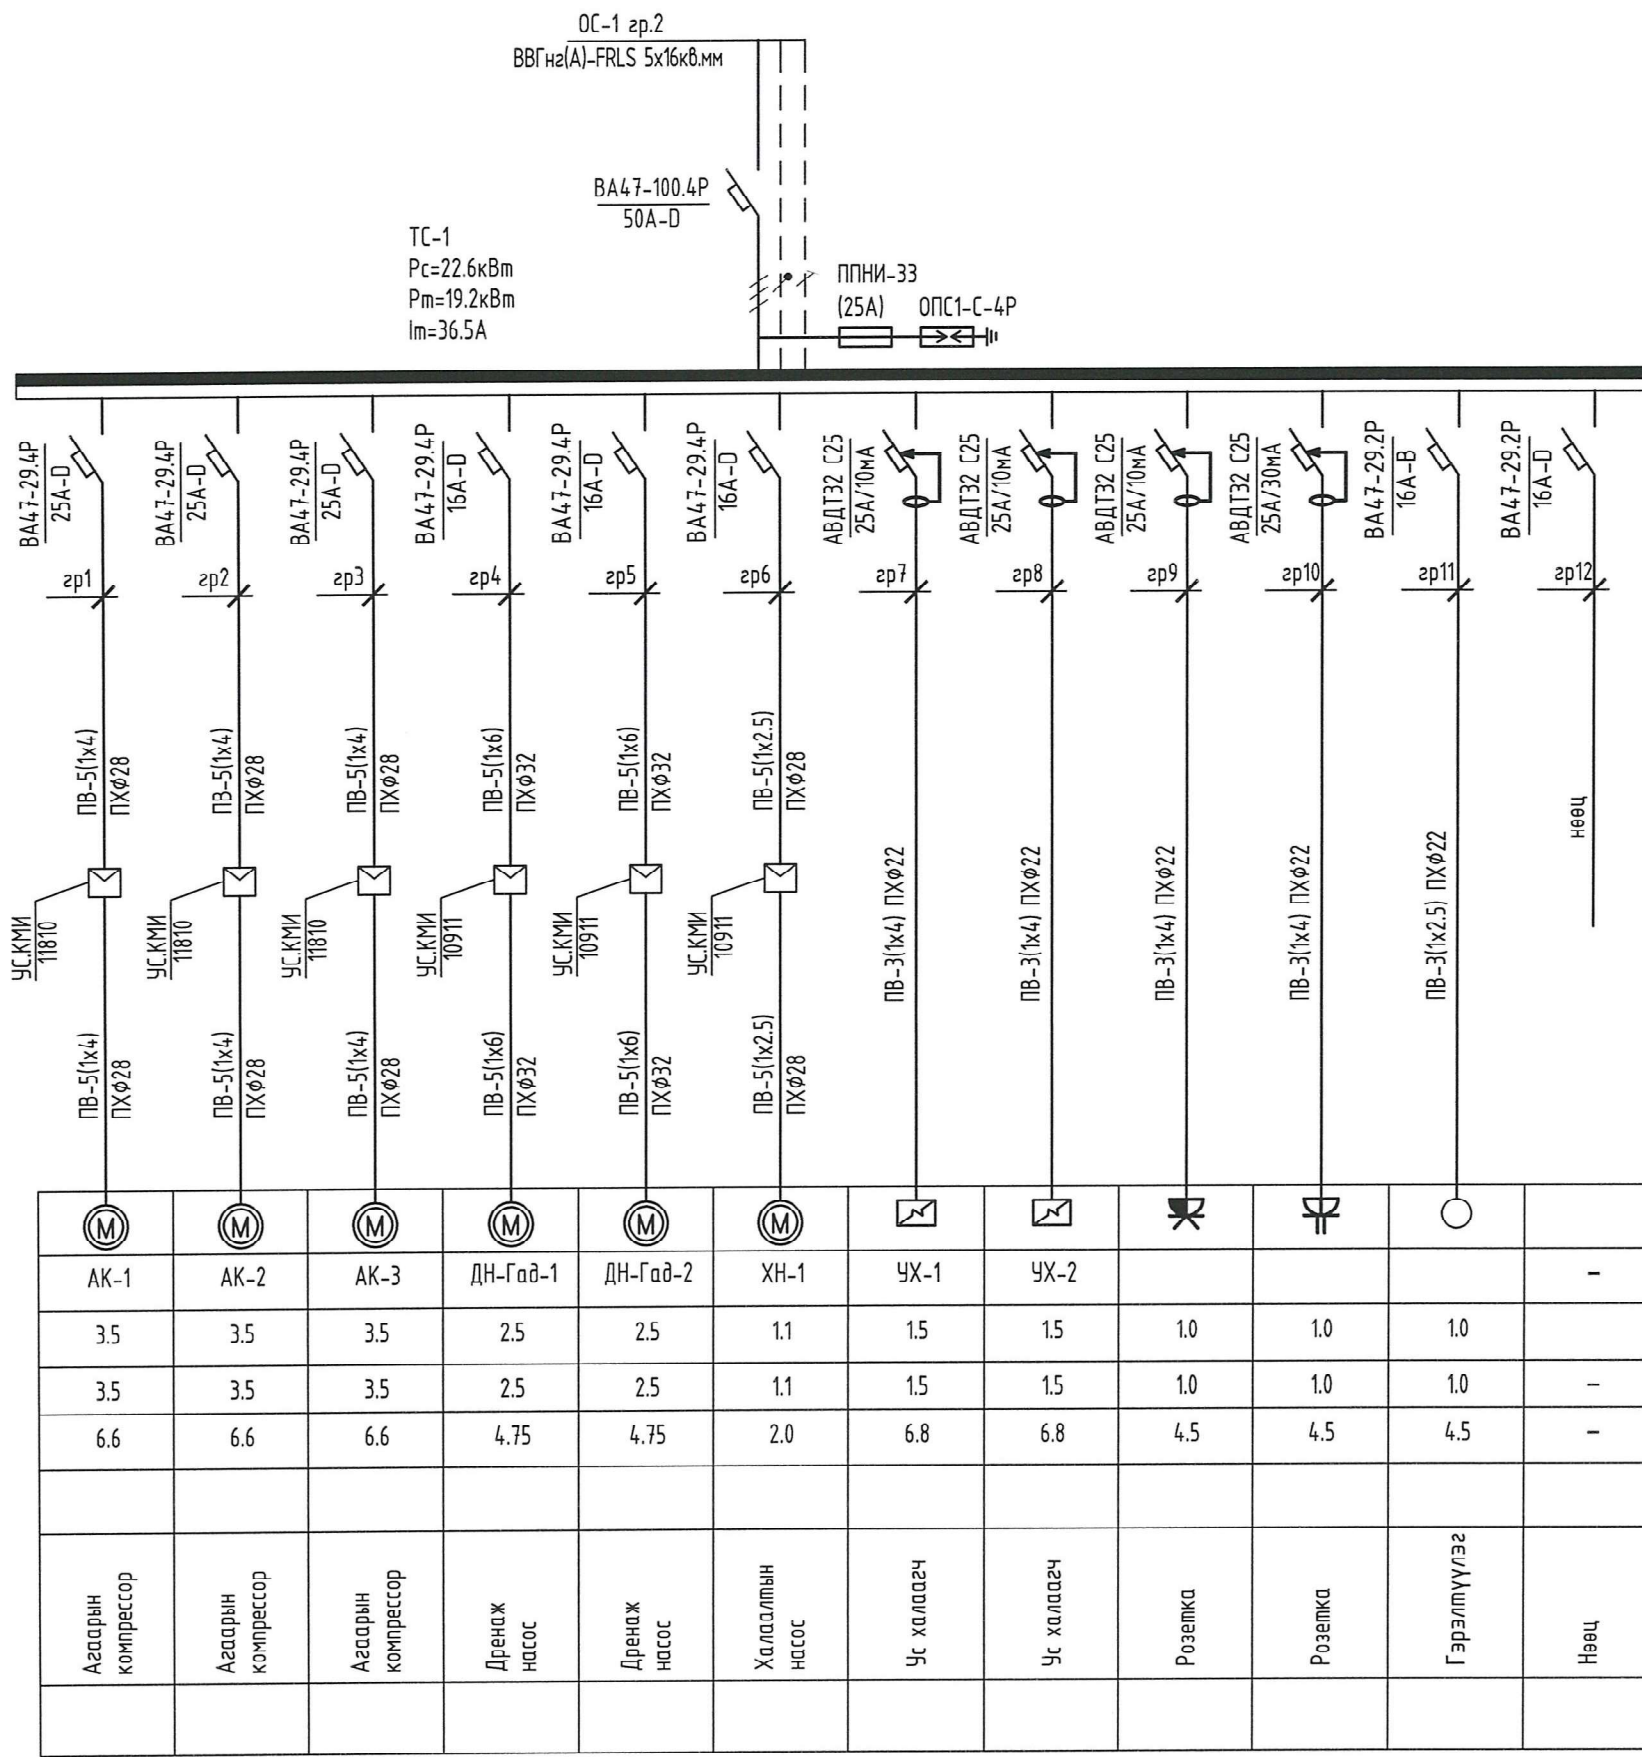 ОС-1 гр.2
ВВГнг(А)-FRLS 5х16кв.мм
ВА47-100.4Р
50А-D
ТС-1
Рс=22.6кВт
Рт=19.2кВт
Iт=36.5А
ППНИ-33
(25А)
ОПС1-С-4Р
ВА47-29.4Р
25А-D
ВА47-29.4Р
25А-D
ВА47-29.4Р
25А-D
ВА47-29.4Р
16А-D
ВА47-29.4Р
16А-D
ВА47-29.4Р
16А-D
АВДТ32 С25
25А/10мА
АВДТ32 С25
25А/10мА
АВДТ32 С25
25А/10мА
АВДТ32 С25
25А/30мА
ВА47-29.2Р
16А-В
ВА47-29.2Р
16А-D
гр1 гр2 гр3 гр4 гр5 гр6 гр7 гр8 гр9 гр10 гр11 гр12
ПВ-5(1х4)
ПХф28
ПВ-5(1х4)
ПХф28
ПВ-5(1х4)
ПХф28
ПВ-5(1х6)
ПХф32
ПВ-5(1х6)
ПХф32
ПВ-5(1х2.5)
ПХф28
ПВ-3(1х4) ПХф22
ПВ-3(1х4) ПХф22
ПВ-3(1х4) ПХф22
ПВ-3(1х4) ПХф22
ПВ-3(1х2.5) ПХф22
нөөц
УС.КМИ
11810
УС.КМИ
11810
УС.КМИ
11810
УС.КМИ
10911
УС.КМИ
10911
УС.КМИ
10911
ПВ-5(1х4)
ПХф28
ПВ-5(1х4)
ПХф28
ПВ-5(1х4)
ПХф28
ПВ-5(1х6)
ПХф32
ПВ-5(1х6)
ПХф32
ПВ-5(1х2.5)
ПХф28
М М М М М М
АК-1 АК-2 АК-3 ДН-Гад-1 ДН-Гад-2 ХН-1 УХ-1 УХ-2 -
3.5 3.5 3.5 2.5 2.5 1.1 1.5 1.5 1.0 1.0 1.0
3.5 3.5 3.5 2.5 2.5 1.1 1.5 1.5 1.0 1.0 1.0 -
6.6 6.6 6.6 4.75 4.75 2.0 6.8 6.8 4.5 4.5 4.5 -
Агаарын
компрессор
Агаарын
компрессор
Агаарын
компрессор
Дренаж
насос
Дренаж
насос
Халаалтын
насос
Ус халаагч
Ус халаагч
Розетка
Розетка
Гэрэлтүүлэг
Нөөц